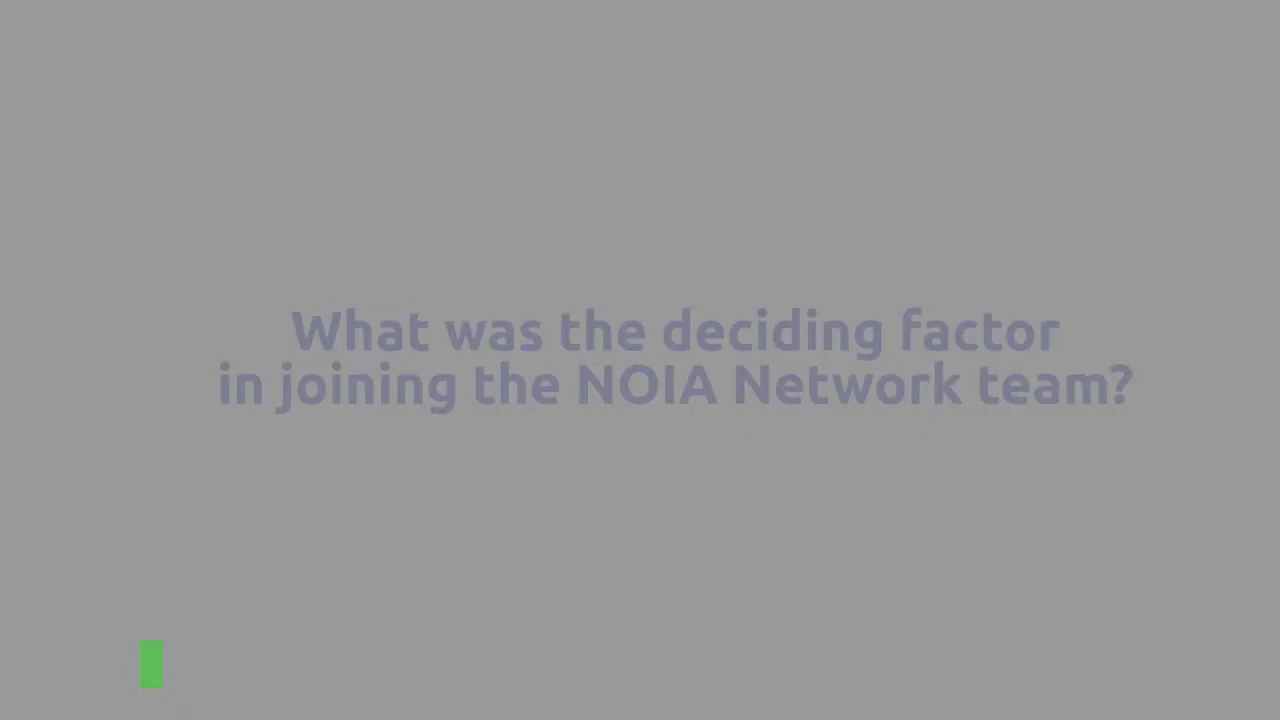 What was the deciding factor
in joining the NOIA Network team?